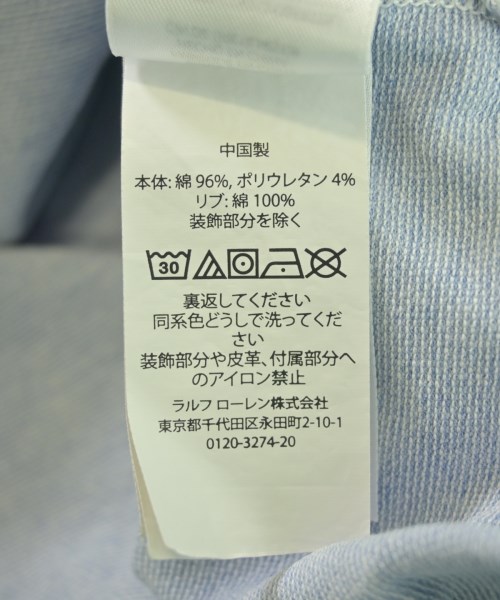 中国製
本体: 綿 96%, ポリウレタン 4%
リブ: 綿 100%
装飾部分を除く
30
裏返してください
同系色どうしで洗ってくだ
さい
装飾部分や皮革、付属部分へ
のアイロン禁止
ラルフ ローレン株式会社
東京都千代田区永田町2-10-1
0120-3274-20